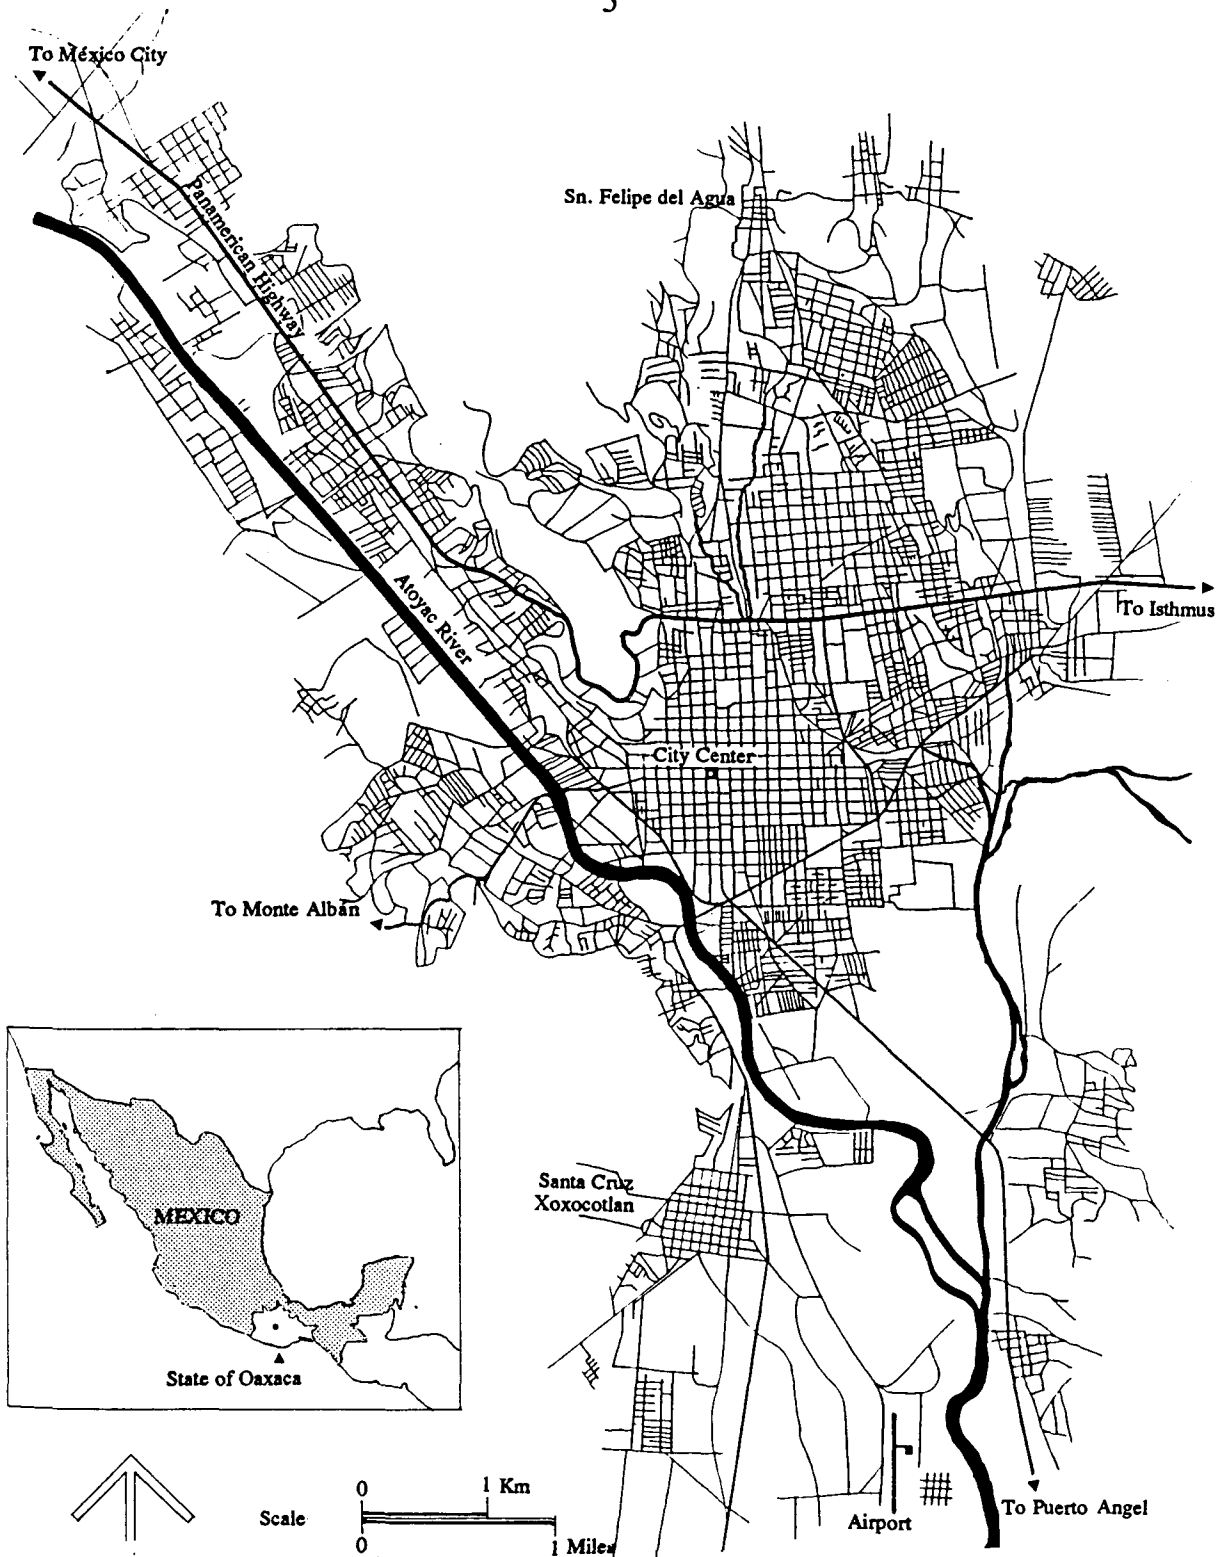 To México City
Panamerican Highway
Sn. Felipe del Agua
To Isthmus
Atoyac River
City Center
To Monte Albán
MEXICO
State of Oaxaca
Santa Cruz
Xoxocotlan
0 1 Km
Scale
0 1 Miles
Airport
To Puerto Angel